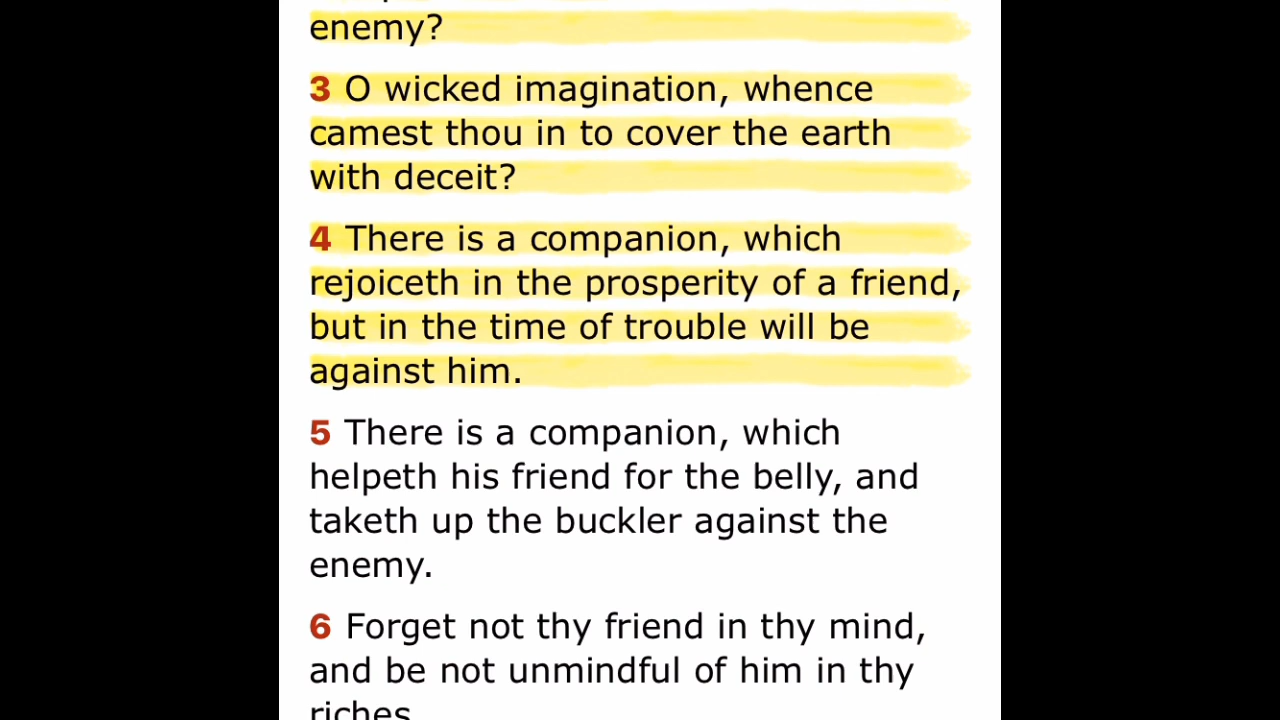 enemy?
3 O wicked imagination, whence
camest thou in to cover the earth
with deceit?
4 There is a companion, which
rejoiceth in the prosperity of a friend,
but in the time of trouble will be
against him.
5 There is a companion, which
helpeth his friend for the belly, and
taketh up the buckler against the
enemy.
6 Forget not thy friend in thy mind,
and be not unmindful of him in thy
riches